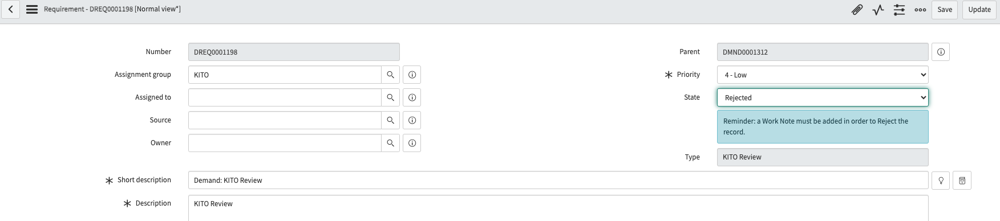 Requirement - DREQ0001198 [Normal view*]
Save
Update
Number
DREQ0001198
Parent
DMND0001312
Assignment group
KITO
Priority
4 - Low
Assigned to
State
Rejected
Source
Reminder: a Work Note must be added in order to Reject the
record.
Owner
Type
KITO Review
Short description
Demand: KITO Review
Description
KITO Review